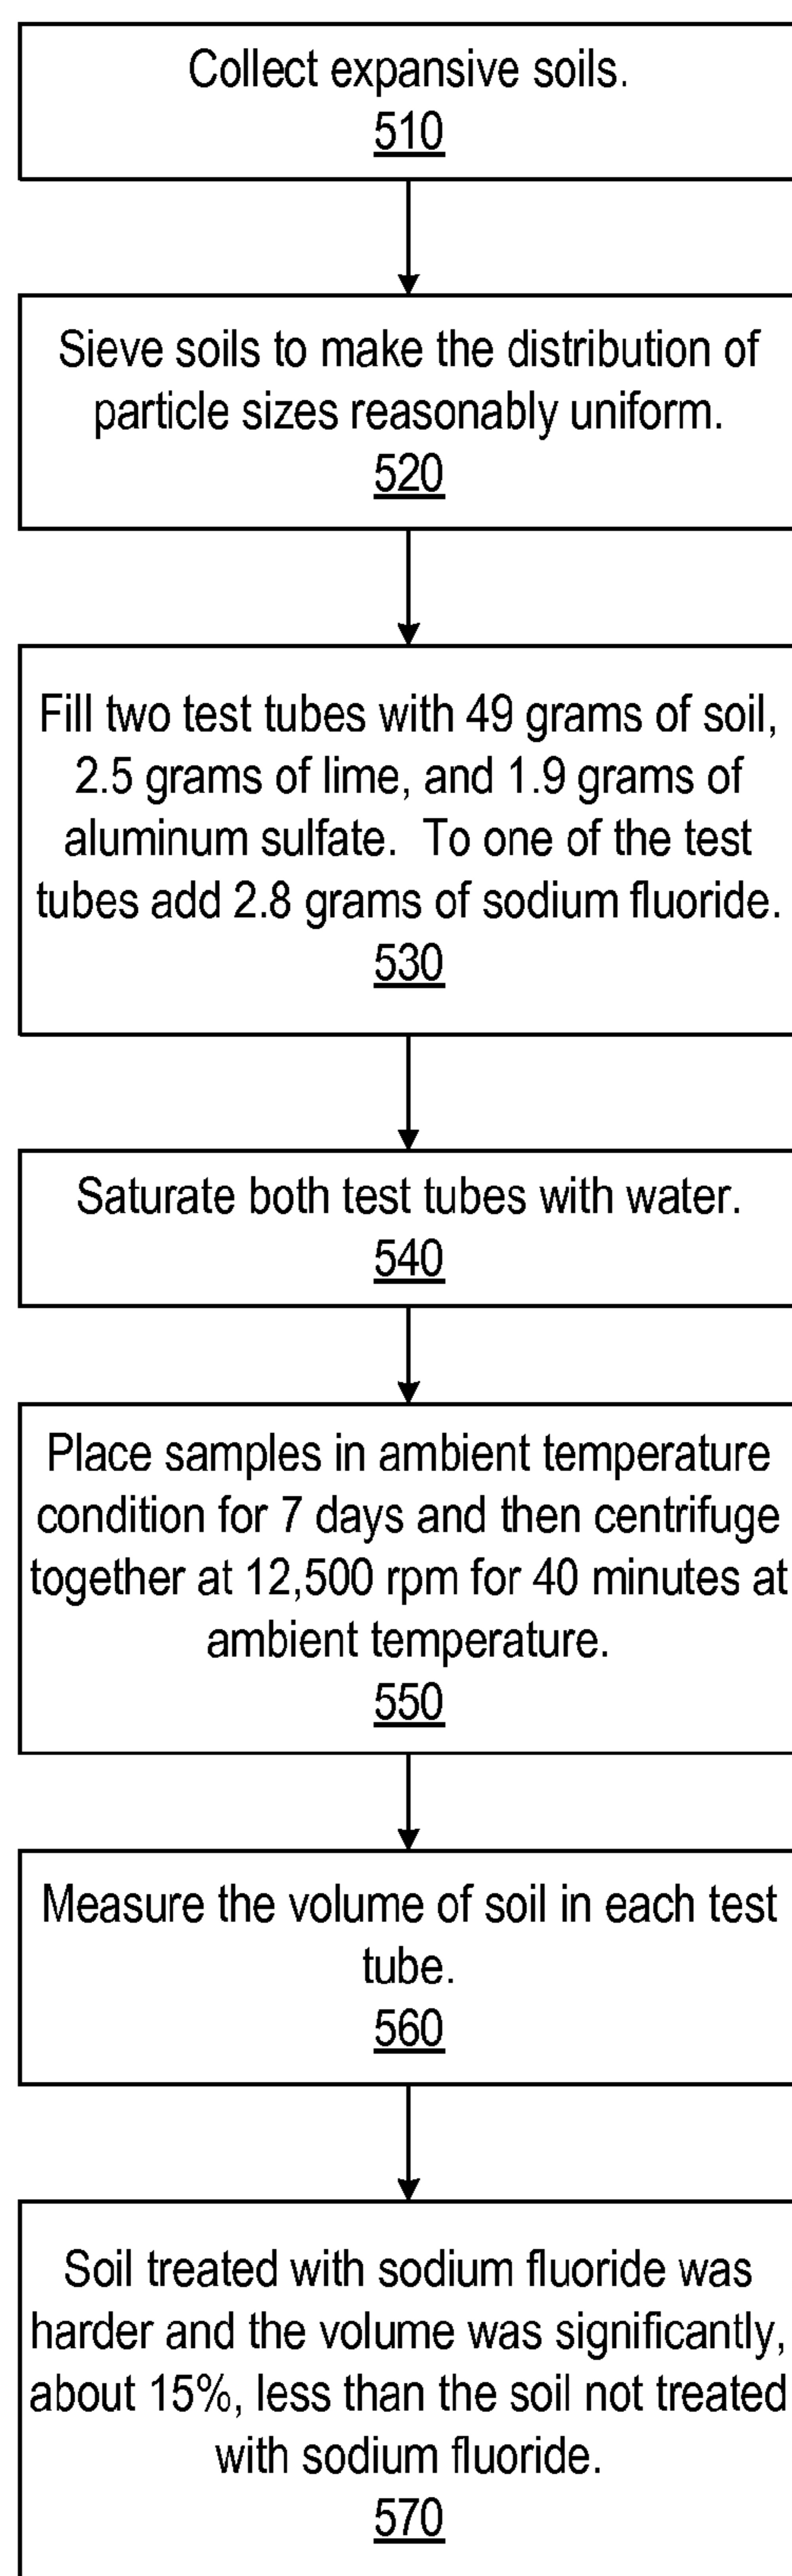 Collect expansive soils.
510
Sieve soils to make the distribution of
particle sizes reasonably uniform.
520
Fill two test tubes with 49 grams of soil,
2.5 grams of lime, and 1.9 grams of
aluminum sulfate.  To one of the test
tubes add 2.8 grams of sodium fluoride.
530
Saturate both test tubes with water.
540
Place samples in ambient temperature
condition for 7 days and then centrifuge
together at 12,500 rpm for 40 minutes at
ambient temperature.
550
Measure the volume of soil in each test
tube.
560
Soil treated with sodium fluoride was
harder and the volume was significantly,
about 15%, less than the soil not treated
with sodium fluoride.
570